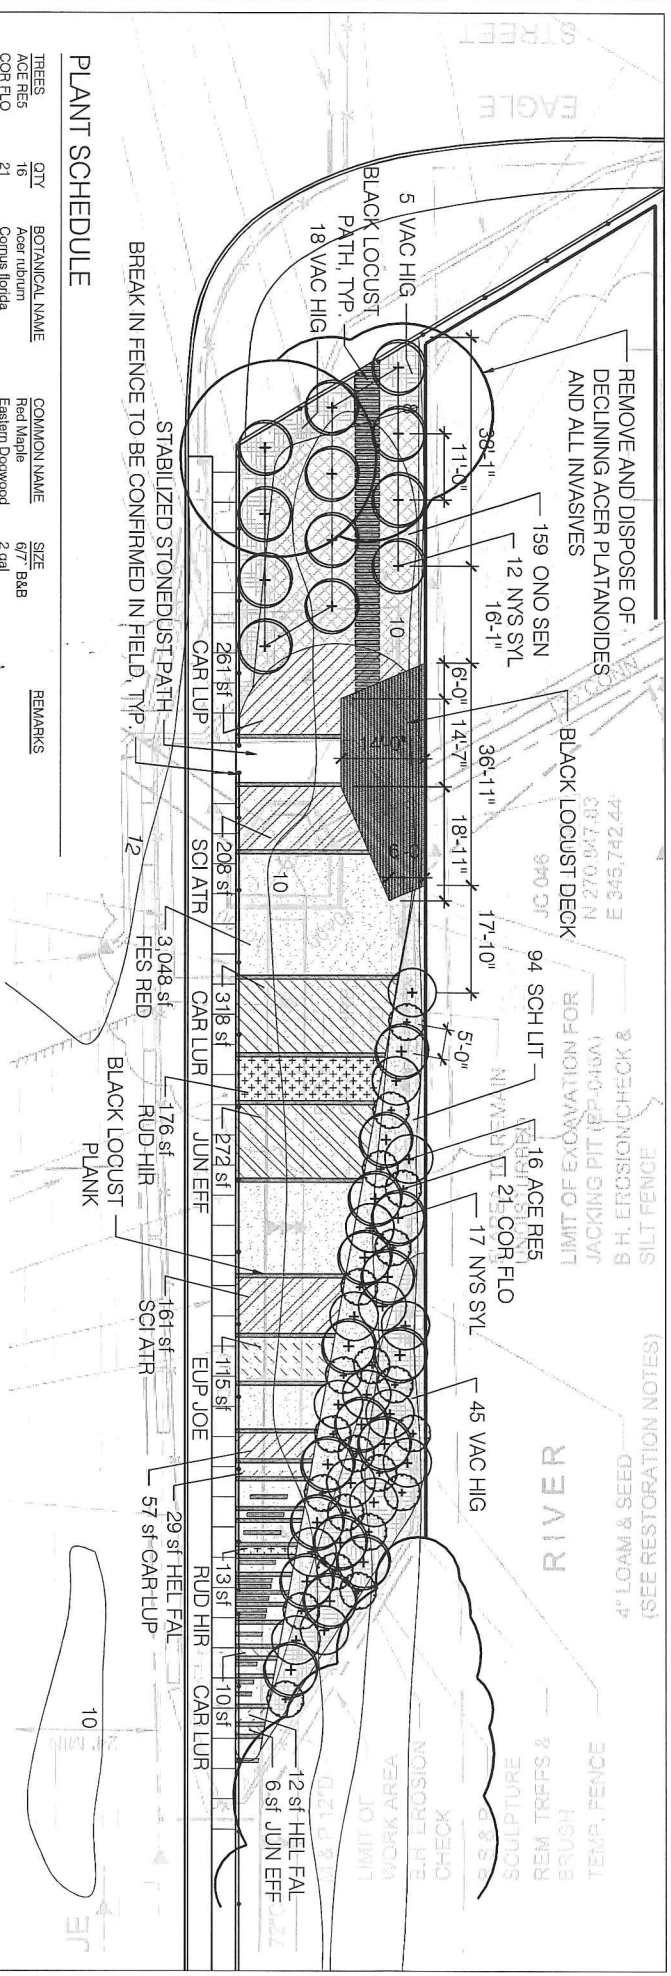 STREET
EAGLE
REMOVE AND DISPOSE OF
DECLINING ACER PLATANOIDES
AND ALL INVASIVES
5 VAC HIG
BLACK LOCUST
PATH, TYP.
18 VAC HIG
38'-1"
11'-0"
8
159 ONO SEN
12 NYS SYL
16'-1"
10
BLACK LOCUST DECK
6'-0"
14'-7"
36'-11"
18'-11"
17'-10"
14'-0"
6'-0
JC 046
94 SCH LIT
5'-0"
16 ACE RE5
21 COR FLO
17 NYS SYL
45 VAC HIG
REMAIN
LIMIT OF EXCAVATION FOR
JACKING PIT
B.H. EROSION CHECK &
SILT FENCE
RIVER
4" LOAM & SEED
(SEE RESTORATION NOTES)
LIMIT OF
WORK AREA
B.H. EROSION
CHECK
SCULPTURE
REM TREES &
BRUSH
TEMP. FENCE
BREAK IN FENCE TO BE CONFIRMED IN FIELD, TYP.
STABILIZED STONEDUST PATH
261 sf
CAR LUP
208 sf
SCI ATR
10
12
3,048 sf
FES RED
318 sf
CAR LUR
176 sf
RUD HIR
272 sf
JUN EFF
BLACK LOCUST
PLANK
161 sf
SCI ATR
115 sf
EUP JOE
29 sf HEL FAL
57 sf CAR LUP
13 sf
RUD HIR
10 sf
CAR LUR
12 sf HEL FAL
6 sf JUN EFF
10
JE
PLANT SCHEDULE
TREES QTY BOTANICAL NAME COMMON NAME SIZE REMARKS
ACE RE5 16 Acer rubrum Red Maple 6/7' B&B
COR FLO 21 Cornus florida Eastern Dogwood 2 gal